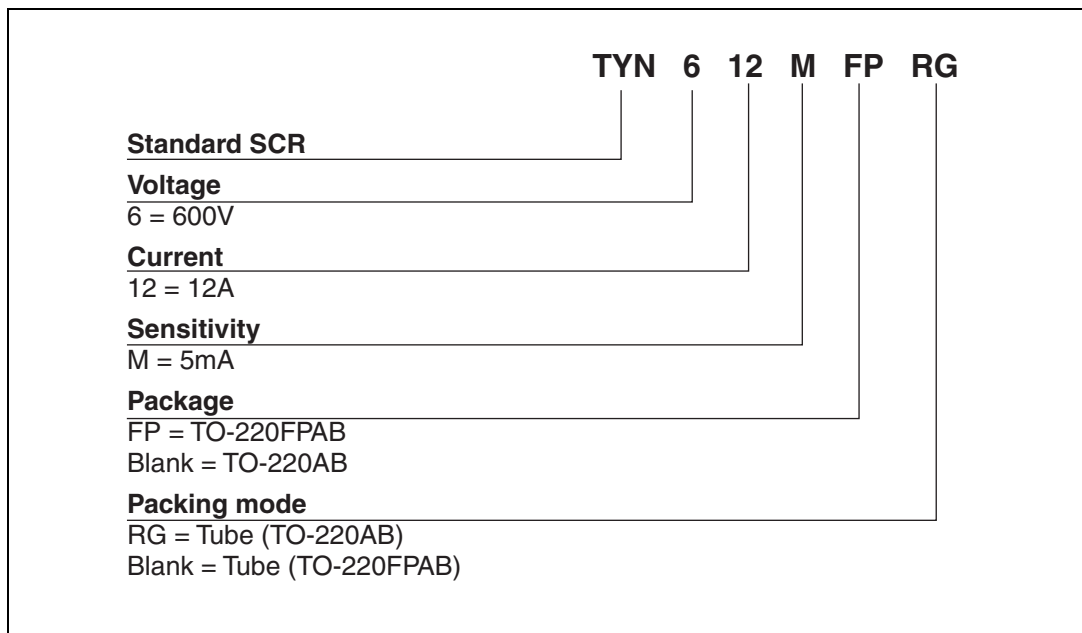 TYN 6 12 M FP RG
Standard SCR
Voltage
6 = 600V
Current
12 = 12A
Sensitivity
M = 5mA
Package
FP = TO-220FPAB
Blank = TO-220AB
Packing mode
RG = Tube (TO-220AB)
Blank = Tube (TO-220FPAB)